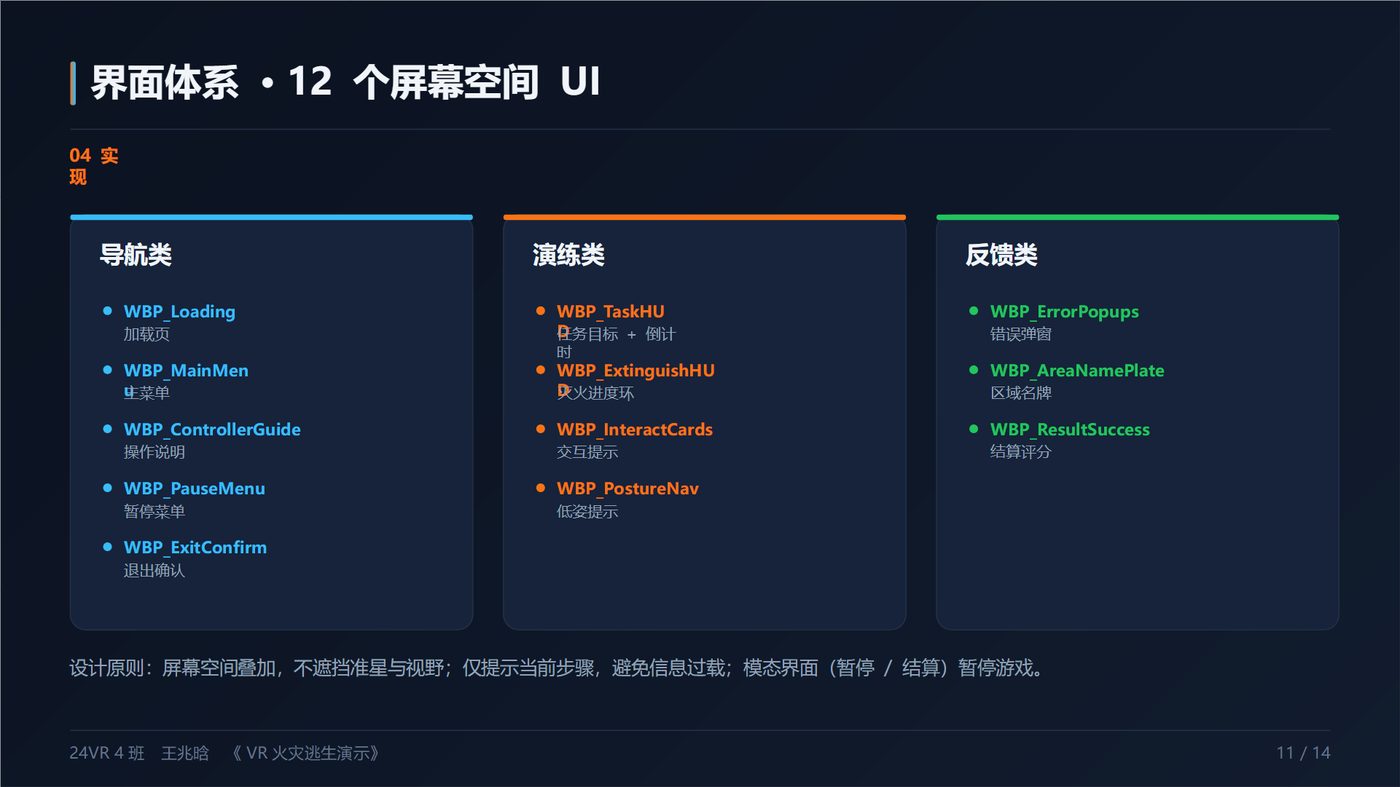 界面体系 • 12 个屏幕空间 UI
04 实
现
导航类
WBP_Loading
加载页
WBP_MainMen
u
主菜单
WBP_ControllerGuide
操作说明
WBP_PauseMenu
暂停菜单
WBP_ExitConfirm
退出确认
演练类
WBP_TaskHU
D
任务目标 + 倒计
时
WBP_ExtinguishHU
D
灭火进度环
WBP_InteractCards
交互提示
WBP_PostureNav
低姿提示
反馈类
WBP_ErrorPopups
错误弹窗
WBP_AreaNamePlate
区域名牌
WBP_ResultSuccess
结算评分
设计原则：屏幕空间叠加，不遮挡准星与视野；仅提示当前步骤，避免信息过载；模态界面（暂停 / 结算）暂停游戏。
24VR 4 班 王兆晗 《 VR 火灾逃生演示》
11 / 14